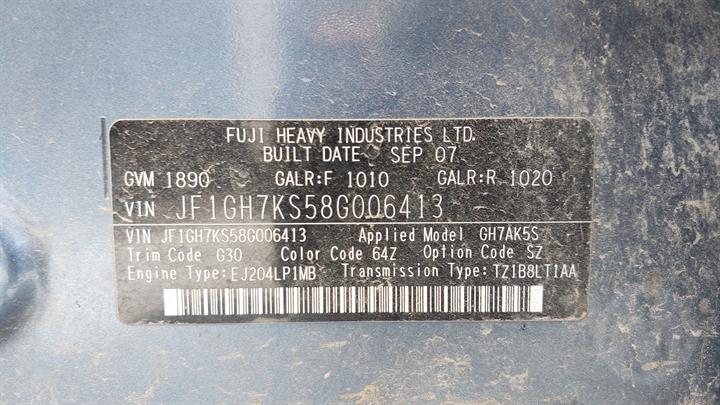 FUJI HEAVY INDUSTRIES LTD.
BUILT DATE SEP 07
GVM 1890 GALR:F 1010 GALR:R 1020
VIN JF1GH7KS58G006413
VIN JF1GH7KS58G006413 Applied Model GH7AK5S
Trim Code G30 Color Code 64Z Option Code SZ
Engine Type:EJ204LP1MB Transmission Type:TZ1B8LT1AA